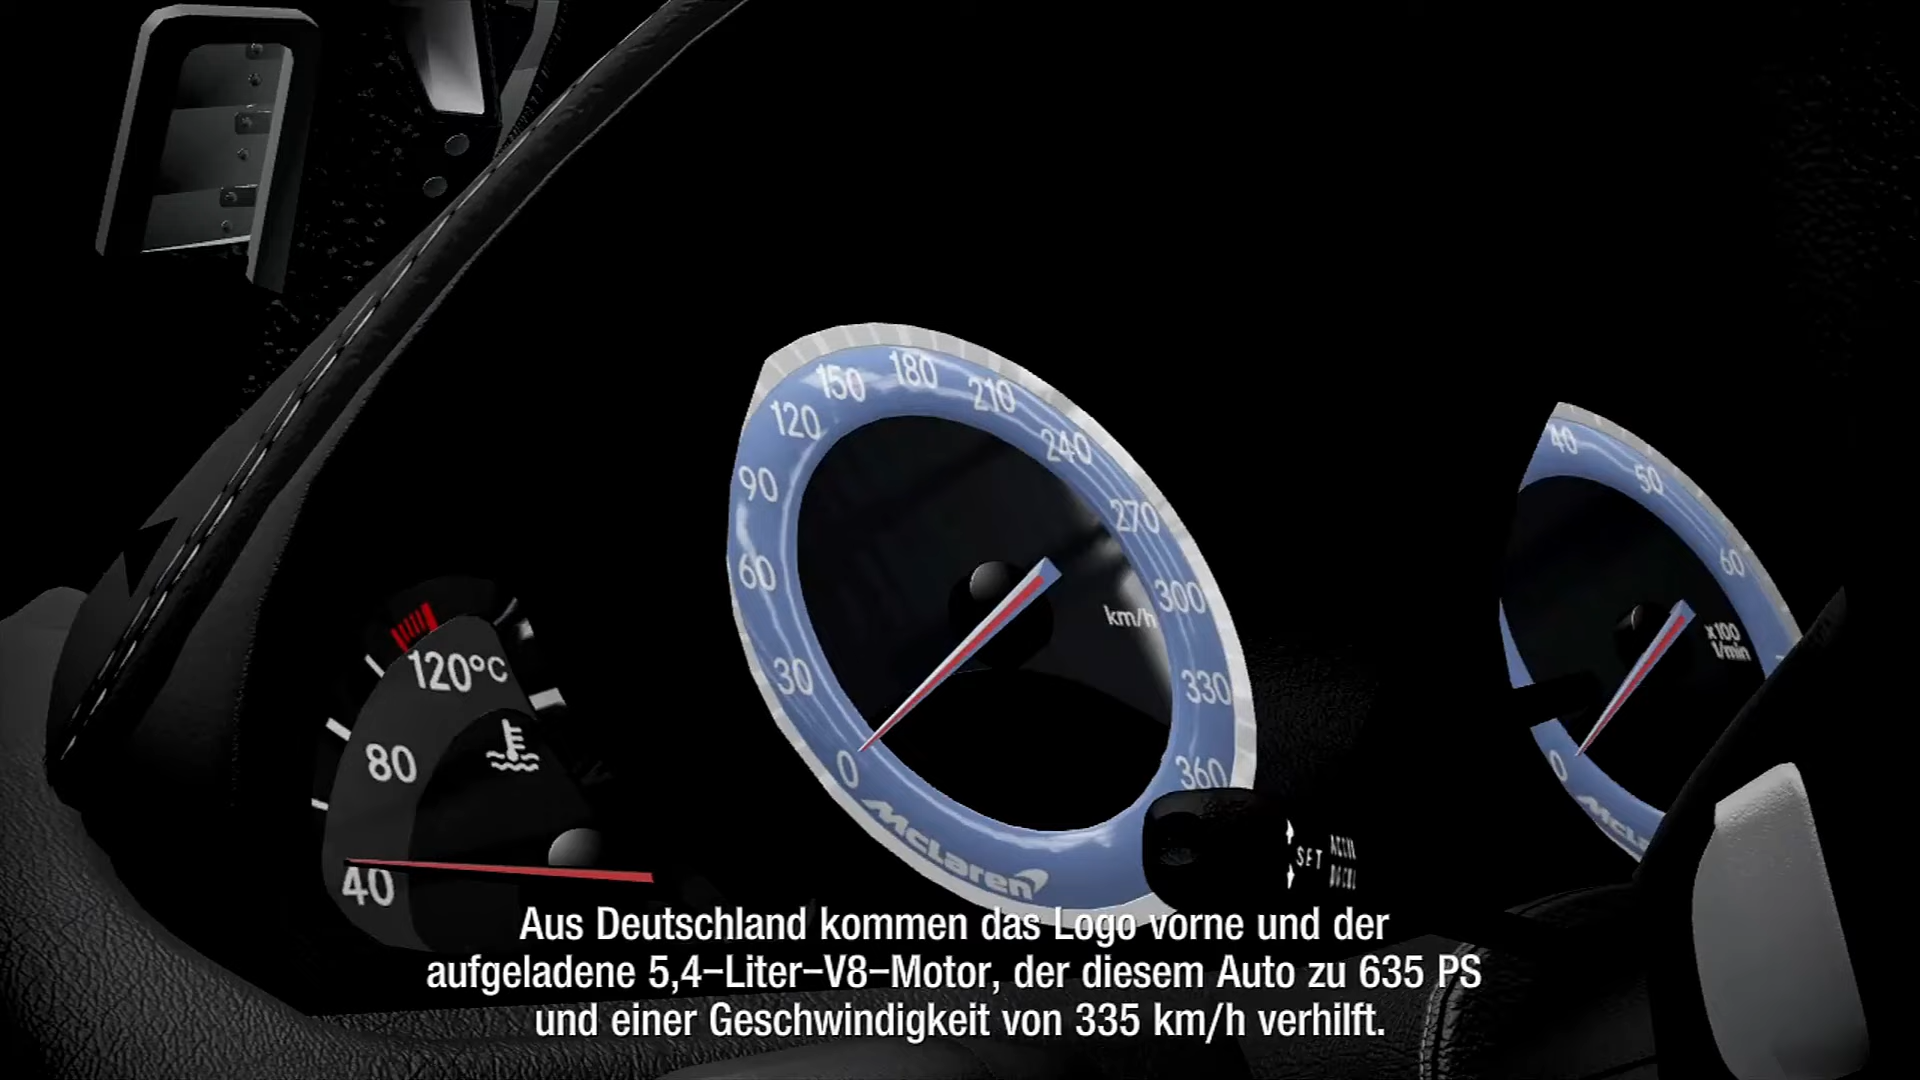 180
150
210
120
240
90
270
60
km/h
300
30
330
0
360
McLaren
40
50
60
x100
1/min
0
120°C
80
40
SET
Aus Deutschland kommen das Logo vorne und der
aufgeladene 5,4–Liter–V8–Motor, der diesem Auto zu 635 PS
und einer Geschwindigkeit von 335 km/h verhilft.